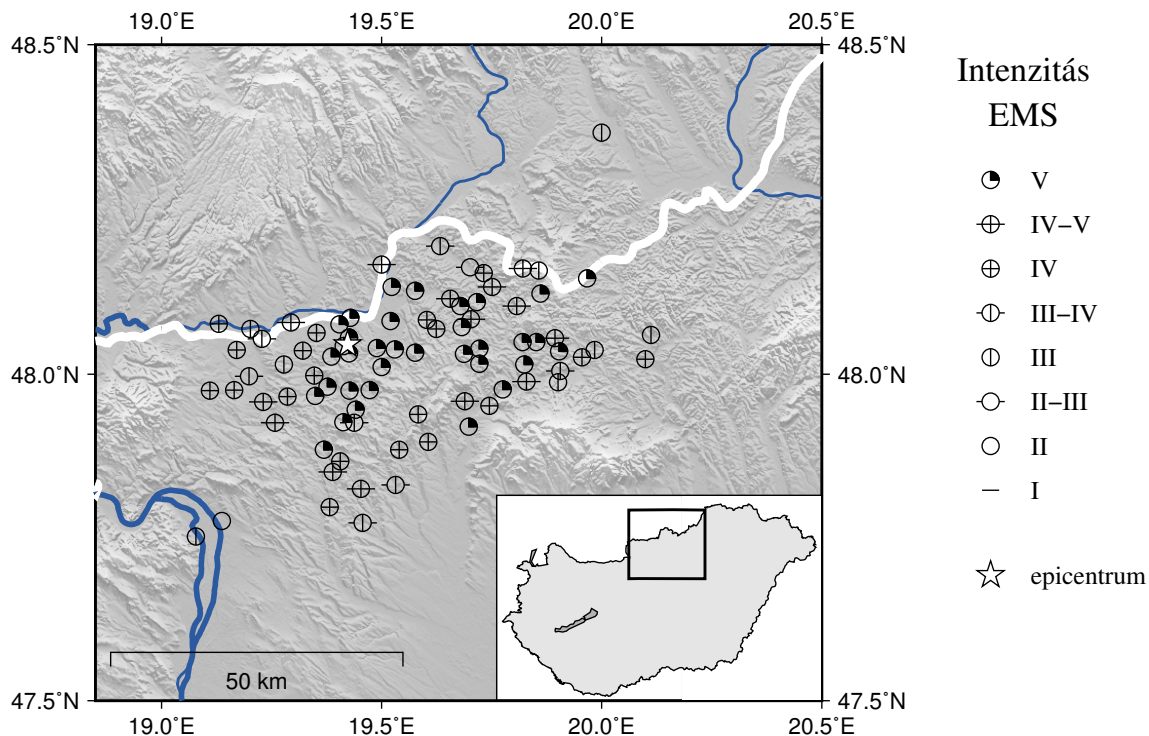 19.0˚E 19.5˚E 20.0˚E 20.5˚E
48.5˚N 48.5˚N
48.0˚N 48.0˚N
47.5˚N 47.5˚N
19.0˚E 19.5˚E 20.0˚E 20.5˚E
50 km
Intenzitás
EMS
V
IV–V
IV
III–IV
III
II–III
II
I
epicentrum